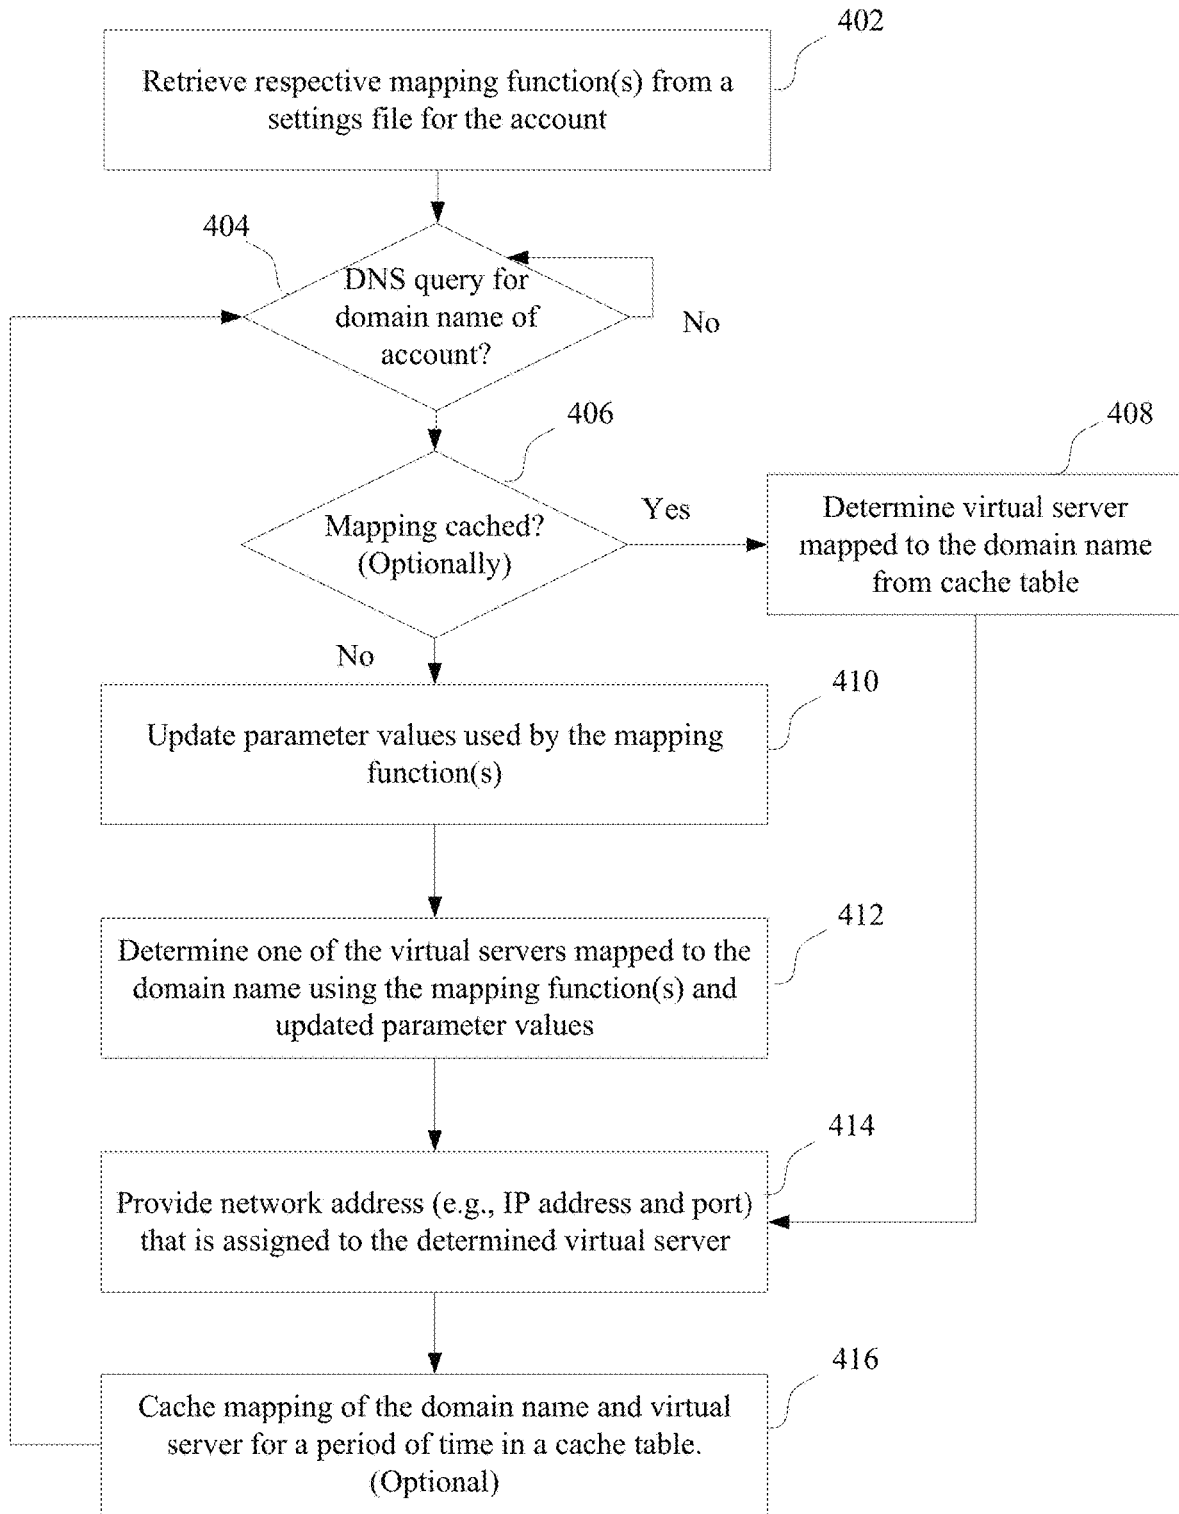 402
Retrieve respective mapping function(s) from a
settings file for the account
404
DNS query for
domain name of
account?
No
406
408
Mapping cached?
(Optionally)
Yes
Determine virtual server
mapped to the domain name
from cache table
No
410
Update parameter values used by the mapping
function(s)
412
Determine one of the virtual servers mapped to the
domain name using the mapping function(s) and
updated parameter values
414
Provide network address (e.g., IP address and port)
that is assigned to the determined virtual server
416
Cache mapping of the domain name and virtual
server for a period of time in a cache table.
(Optional)